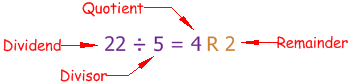 Quotient
Dividend 22 ÷ 5 = 4 R 2 Remainder
Divisor